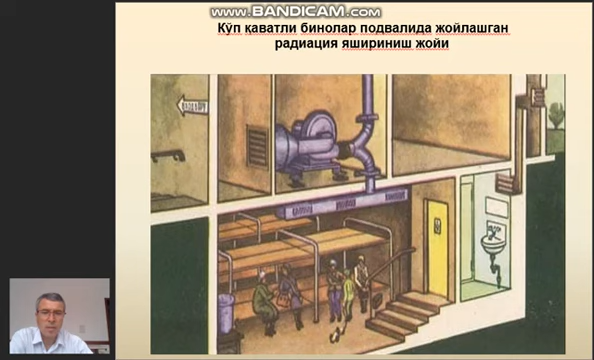 www.BANDICAM.com
Кўп қаватли бинолар подвалида жойлашган
радиация яшириниш жойи